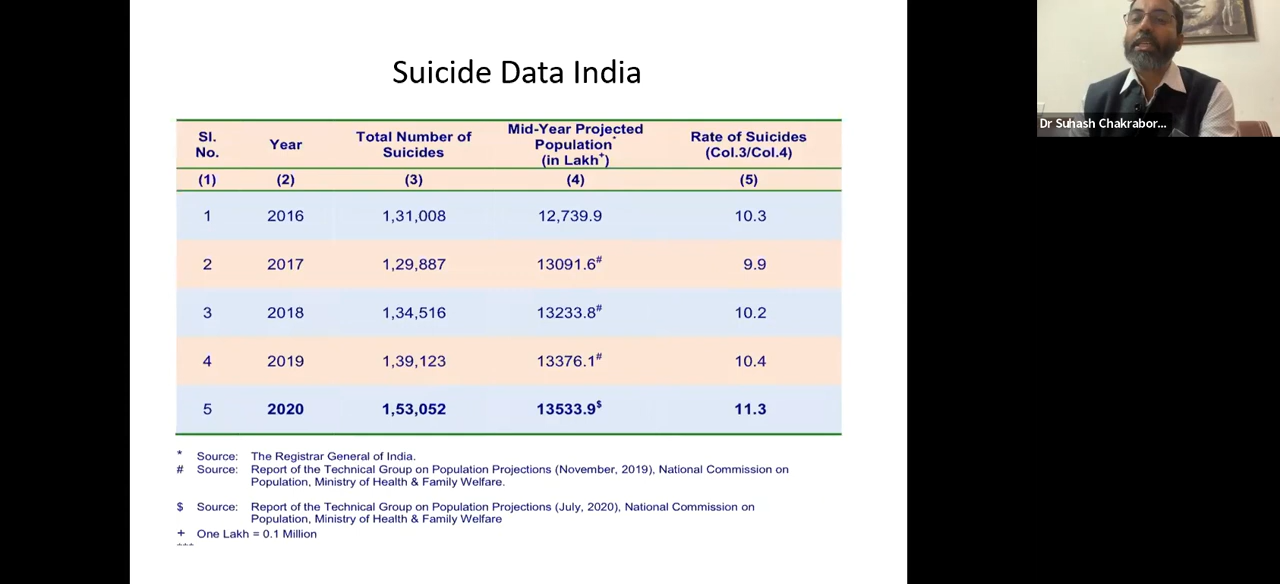 Suicide Data India
Sl. No. | Year | Total Number of Suicides | Mid-Year Projected Population* (in Lakh+) | Rate of Suicides (Col.3/Col.4)
(1) | (2) | (3) | (4) | (5)
1 | 2016 | 1,31,008 | 12,739.9 | 10.3
2 | 2017 | 1,29,887 | 13091.6# | 9.9
3 | 2018 | 1,34,516 | 13233.8# | 10.2
4 | 2019 | 1,39,123 | 13376.1# | 10.4
5 | 2020 | 1,53,052 | 13533.9$ | 11.3
* Source: The Registrar General of India.
# Source: Report of the Technical Group on Population Projections (November, 2019), National Commission on
Population, Ministry of Health & Family Welfare.
$ Source: Report of the Technical Group on Population Projections (July, 2020), National Commission on
Population, Ministry of Health & Family Welfare
+ One Lakh = 0.1 Million
***
Dr Suhash Chakrabor...